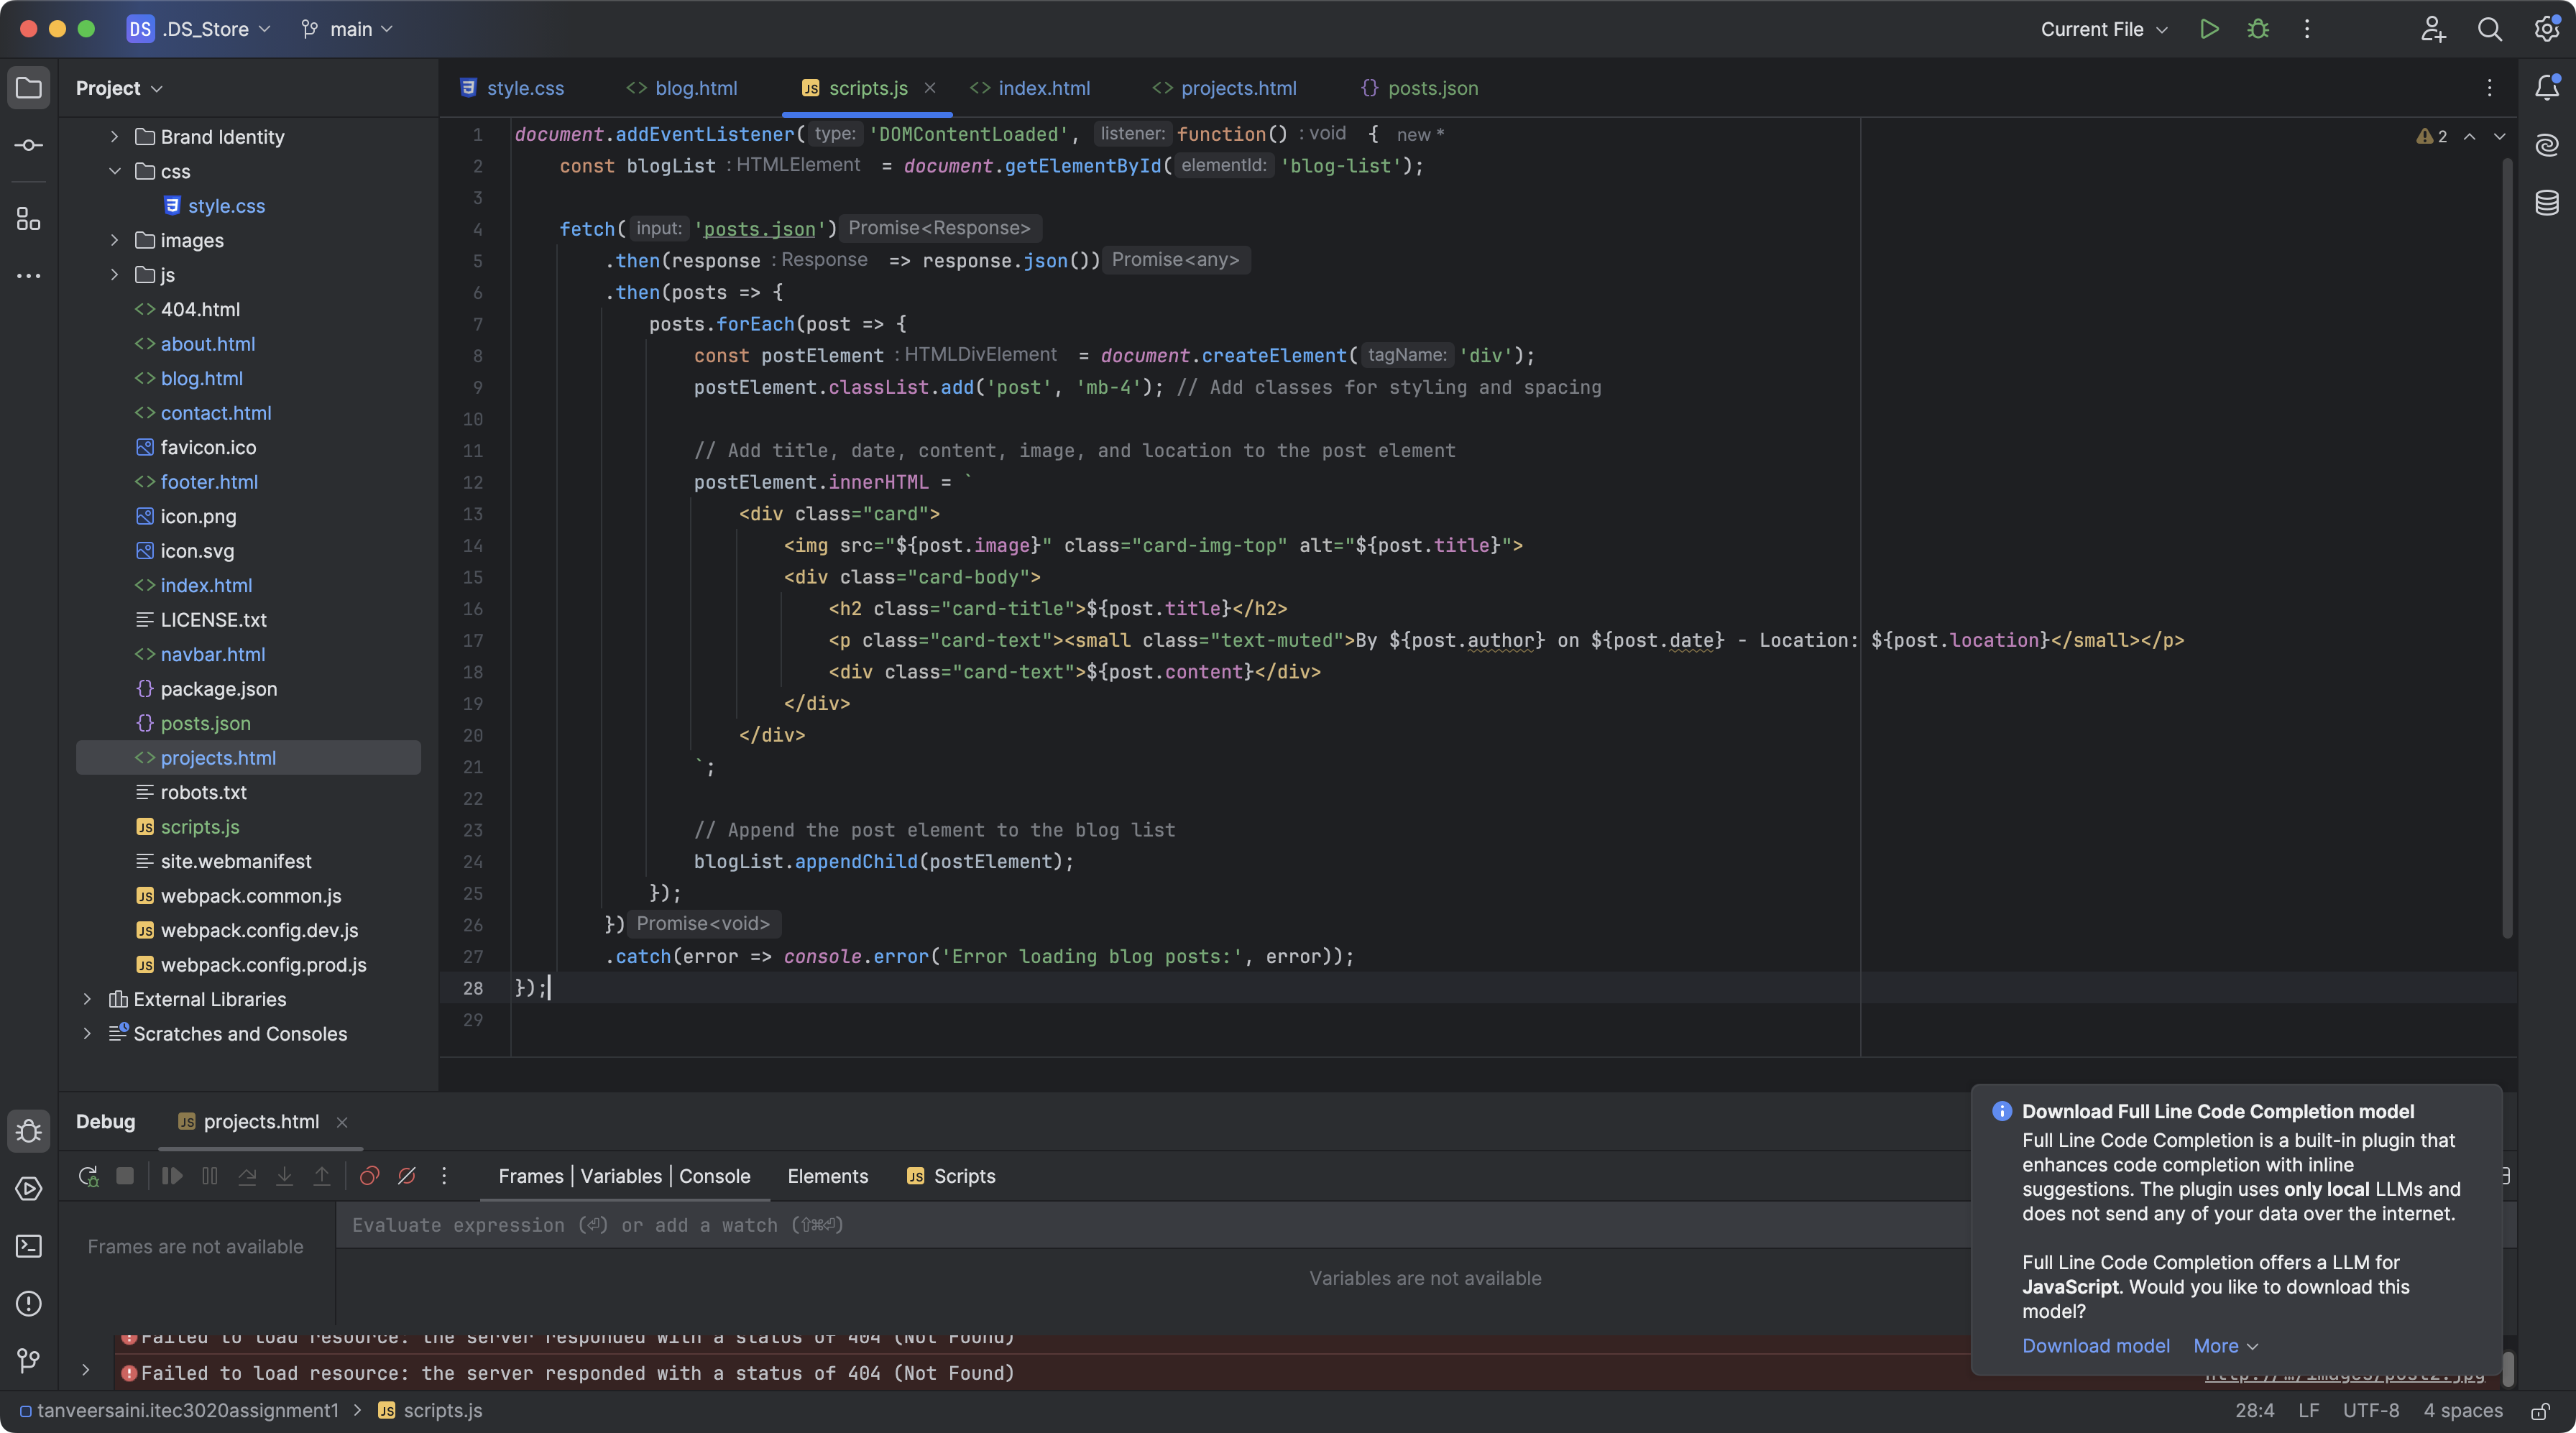 DS .DS_Store main Current File
Project
style.css blog.html JS scripts.js index.html projects.html {} posts.json
Brand Identity
css
style.css
images
js
404.html
about.html
blog.html
contact.html
favicon.ico
footer.html
icon.png
icon.svg
index.html
LICENSE.txt
navbar.html
{} package.json
{} posts.json
projects.html
robots.txt
JS scripts.js
site.webmanifest
JS webpack.common.js
JS webpack.config.dev.js
JS webpack.config.prod.js
External Libraries
Scratches and Consoles
2
1 document.addEventListener( type: 'DOMContentLoaded', listener: function() : void { new *
2 const blogList : HTMLElement = document.getElementById( elementId: 'blog-list');
3
4 fetch( input: 'posts.json') Promise<Response>
5 .then(response : Response => response.json()) Promise<any>
6 .then(posts => {
7 posts.forEach(post => {
8 const postElement : HTMLDivElement = document.createElement( tagName: 'div');
9 postElement.classList.add('post', 'mb-4'); // Add classes for styling and spacing
10
11 // Add title, date, content, image, and location to the post element
12 postElement.innerHTML = `
13 <div class="card">
14 <img src="${post.image}" class="card-img-top" alt="${post.title}">
15 <div class="card-body">
16 <h2 class="card-title">${post.title}</h2>
17 <p class="card-text"><small class="text-muted">By ${post.author} on ${post.date} - Location: ${post.location}</small></p>
18 <div class="card-text">${post.content}</div>
19 </div>
20 </div>
21 `;
22
23 // Append the post element to the blog list
24 blogList.appendChild(postElement);
25 });
26 }) Promise<void>
27 .catch(error => console.error('Error loading blog posts:', error));
28 });
29
Debug JS projects.html
Frames | Variables | Console Elements JS Scripts
Frames are not available
Evaluate expression (⏎) or add a watch (⇧⌘⏎)
Variables are not available
Failed to load resource: the server responded with a status of 404 (Not Found)
Failed to load resource: the server responded with a status of 404 (Not Found)
Download Full Line Code Completion model
Full Line Code Completion is a built-in plugin that
enhances code completion with inline
suggestions. The plugin uses only local LLMs and
does not send any of your data over the internet.
Full Line Code Completion offers a LLM for
JavaScript. Would you like to download this
model?
Download model More
tanveersaini.itec3020assignment1 > JS scripts.js
28:4 LF UTF-8 4 spaces